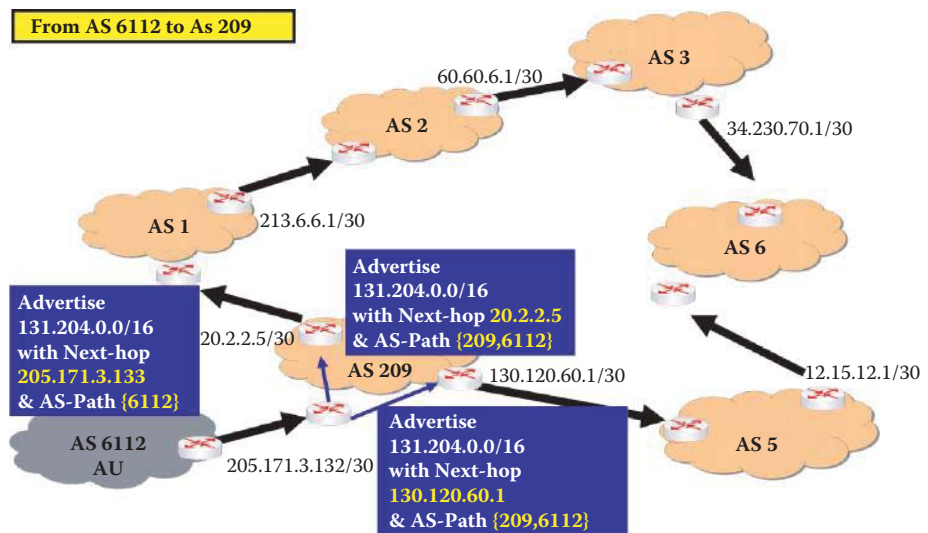 From AS 6112 to As 209
AS 3
60.60.6.1/30
AS 2
34.230.70.1/30
AS 1
213.6.6.1/30
AS 6
Advertise
131.204.0.0/16
with Next-hop 20.2.2.5
& AS-Path {209,6112}
Advertise
131.204.0.0/16
with Next-hop
205.171.3.133
& AS-Path {6112}
20.2.2.5/30
AS 209
130.120.60.1/30
12.15.12.1/30
AS 6112
AU
205.171.3.132/30
Advertise
131.204.0.0/16
with Next-hop
130.120.60.1
& AS-Path {209,6112}
AS 5